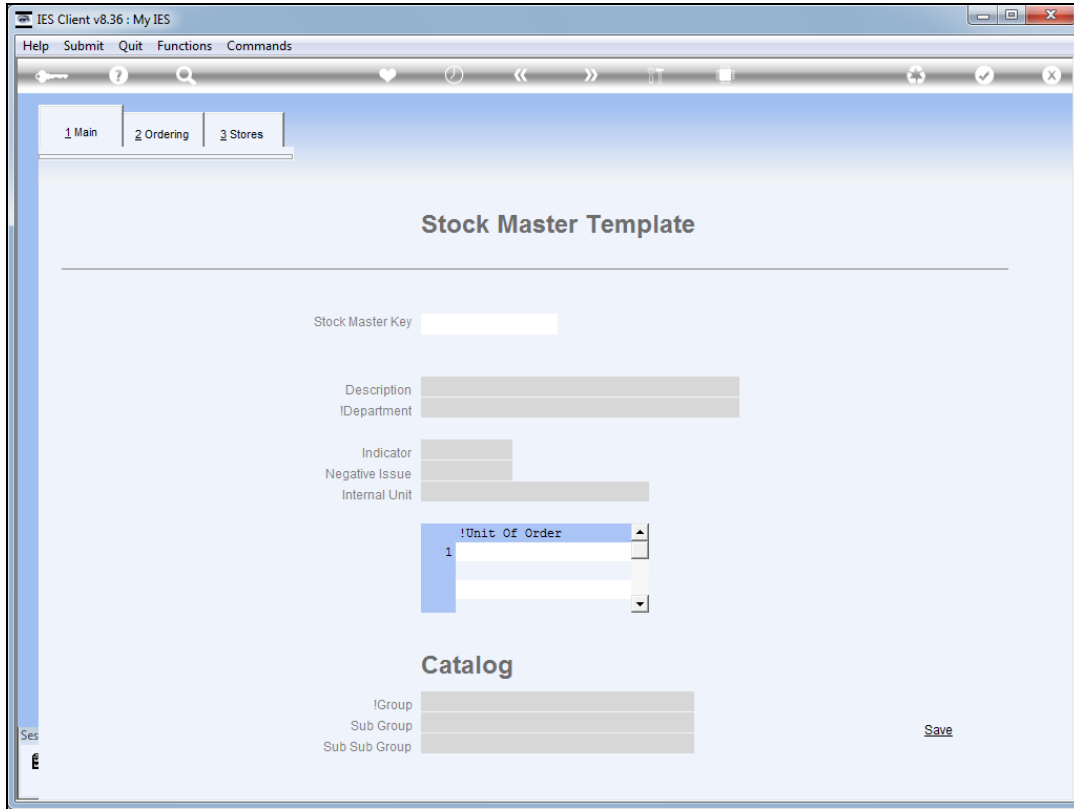 IES Client v8.36 : My IES
Help Submit Quit Functions Commands
1 Main 2 Ordering 3 Stores
Stock Master Template
Stock Master Key
Description
!Department
Indicator
Negative Issue
Internal Unit
!Unit Of Order
1
Catalog
!Group
Sub Group
Save
Sub Sub Group
Ses